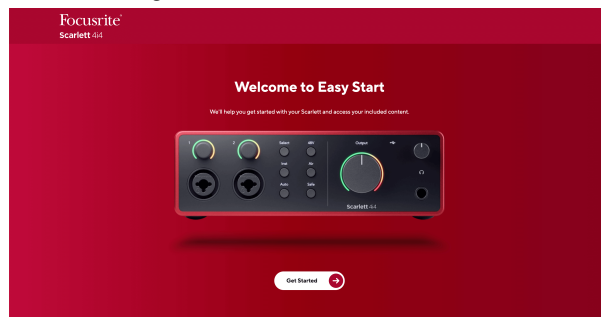 Focusrite®
Scarlett 4i4
Welcome to Easy Start
We'll help you get started with your Scarlett and access your included content.
1
2
Select
48V
Output
Inst
Air
Auto
Safe
Scarlett 4i4
Get Started